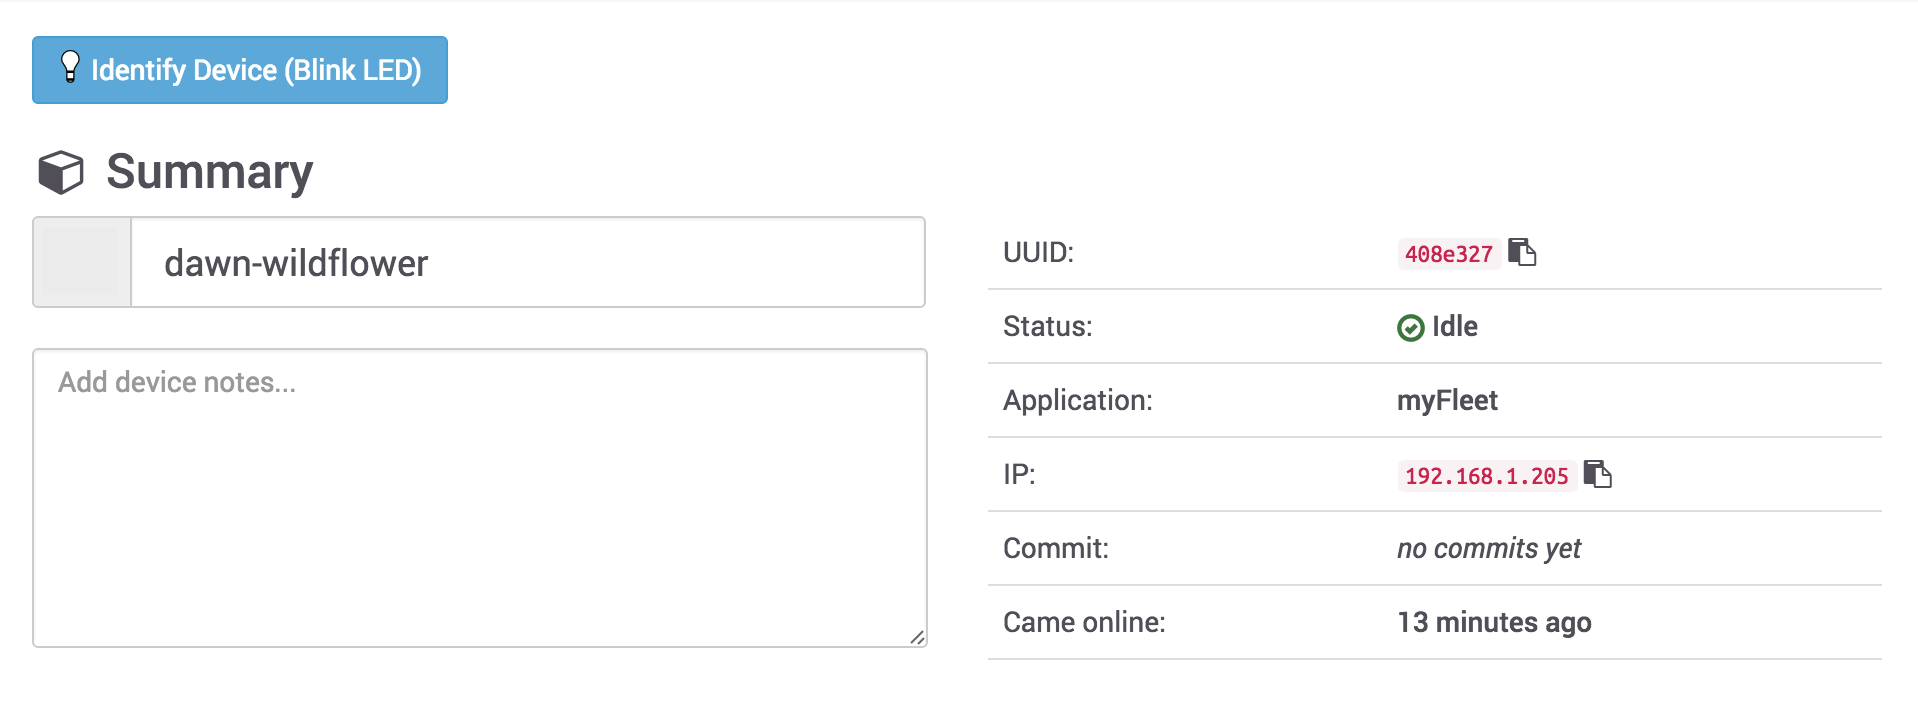 Identify Device (Blink LED)
Summary
dawn-wildflower
Add device notes...
UUID: 408e327
Status: Idle
Application: myFleet
IP: 192.168.1.205
Commit: no commits yet
Came online: 13 minutes ago